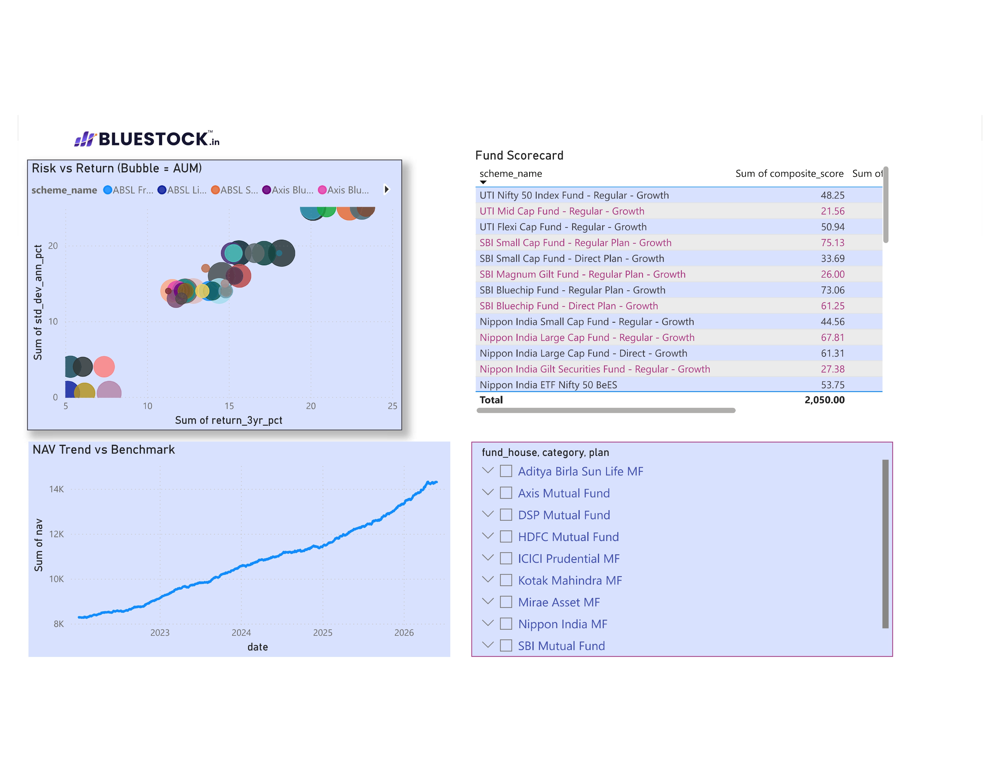 BLUESTOCK.in™
Risk vs Return (Bubble = AUM)
scheme_name ABSL Fr... ABSL Li... ABSL S... Axis Blu... Axis Blu...
Sum of std_dev_ann_pct
20
10
0
5 10 15 20 25
Sum of return_3yr_pct
Fund Scorecard
scheme_name Sum of composite_score Sum of
UTI Nifty 50 Index Fund - Regular - Growth 48.25
UTI Mid Cap Fund - Regular - Growth 21.56
UTI Flexi Cap Fund - Regular - Growth 50.94
SBI Small Cap Fund - Regular Plan - Growth 75.13
SBI Small Cap Fund - Direct Plan - Growth 33.69
SBI Magnum Gilt Fund - Regular Plan - Growth 26.00
SBI Bluechip Fund - Regular Plan - Growth 73.06
SBI Bluechip Fund - Direct Plan - Growth 61.25
Nippon India Small Cap Fund - Regular - Growth 44.56
Nippon India Large Cap Fund - Regular - Growth 67.81
Nippon India Large Cap Fund - Direct - Growth 61.31
Nippon India Gilt Securities Fund - Regular - Growth 27.38
Nippon India ETF Nifty 50 BeES 53.75
Total 2,050.00
NAV Trend vs Benchmark
Sum of nav
14K
12K
10K
8K
2023 2024 2025 2026
date
fund_house, category, plan
Aditya Birla Sun Life MF
Axis Mutual Fund
DSP Mutual Fund
HDFC Mutual Fund
ICICI Prudential MF
Kotak Mahindra MF
Mirae Asset MF
Nippon India MF
SBI Mutual Fund